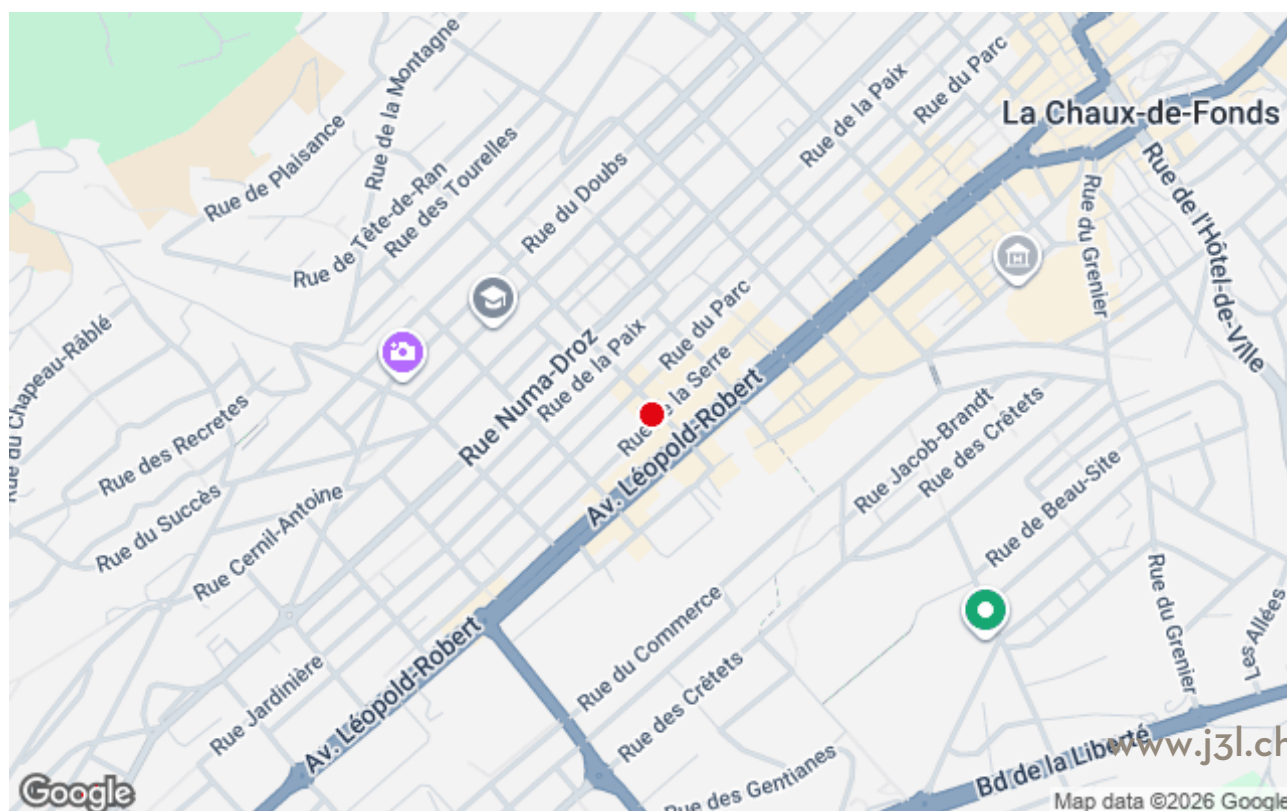 Rue de la Montagne
Rue du Parc
Rue de la Paix
La Chaux-de-Fonds
Rue de Plaisance
Rue des Tourelles
Rue du Doubs
Rue de Tête-de-Ran
Rue de l'Hôtel-de-Ville
Rue du Grenier
Rue du Parc
Rue du Chapeau-Râblé
Rue Numa-Droz
Rue de la Paix
Rue de la Serre
Av. Léopold-Robert
Rue des Recretes
Rue Jacob-Brandt
Rue des Crêtets
Rue du Succès
Rue Cernil-Antoine
Rue de Beau-Site
Rue du Grenier
Les Allées
Rue du Commerce
Av. Léopold-Robert
Rue Jardinière
Rue des Crêtets
Bd de la Liberté
www.j3l.ch
Rue des Gentianes
Google
Map data ©2026 Google